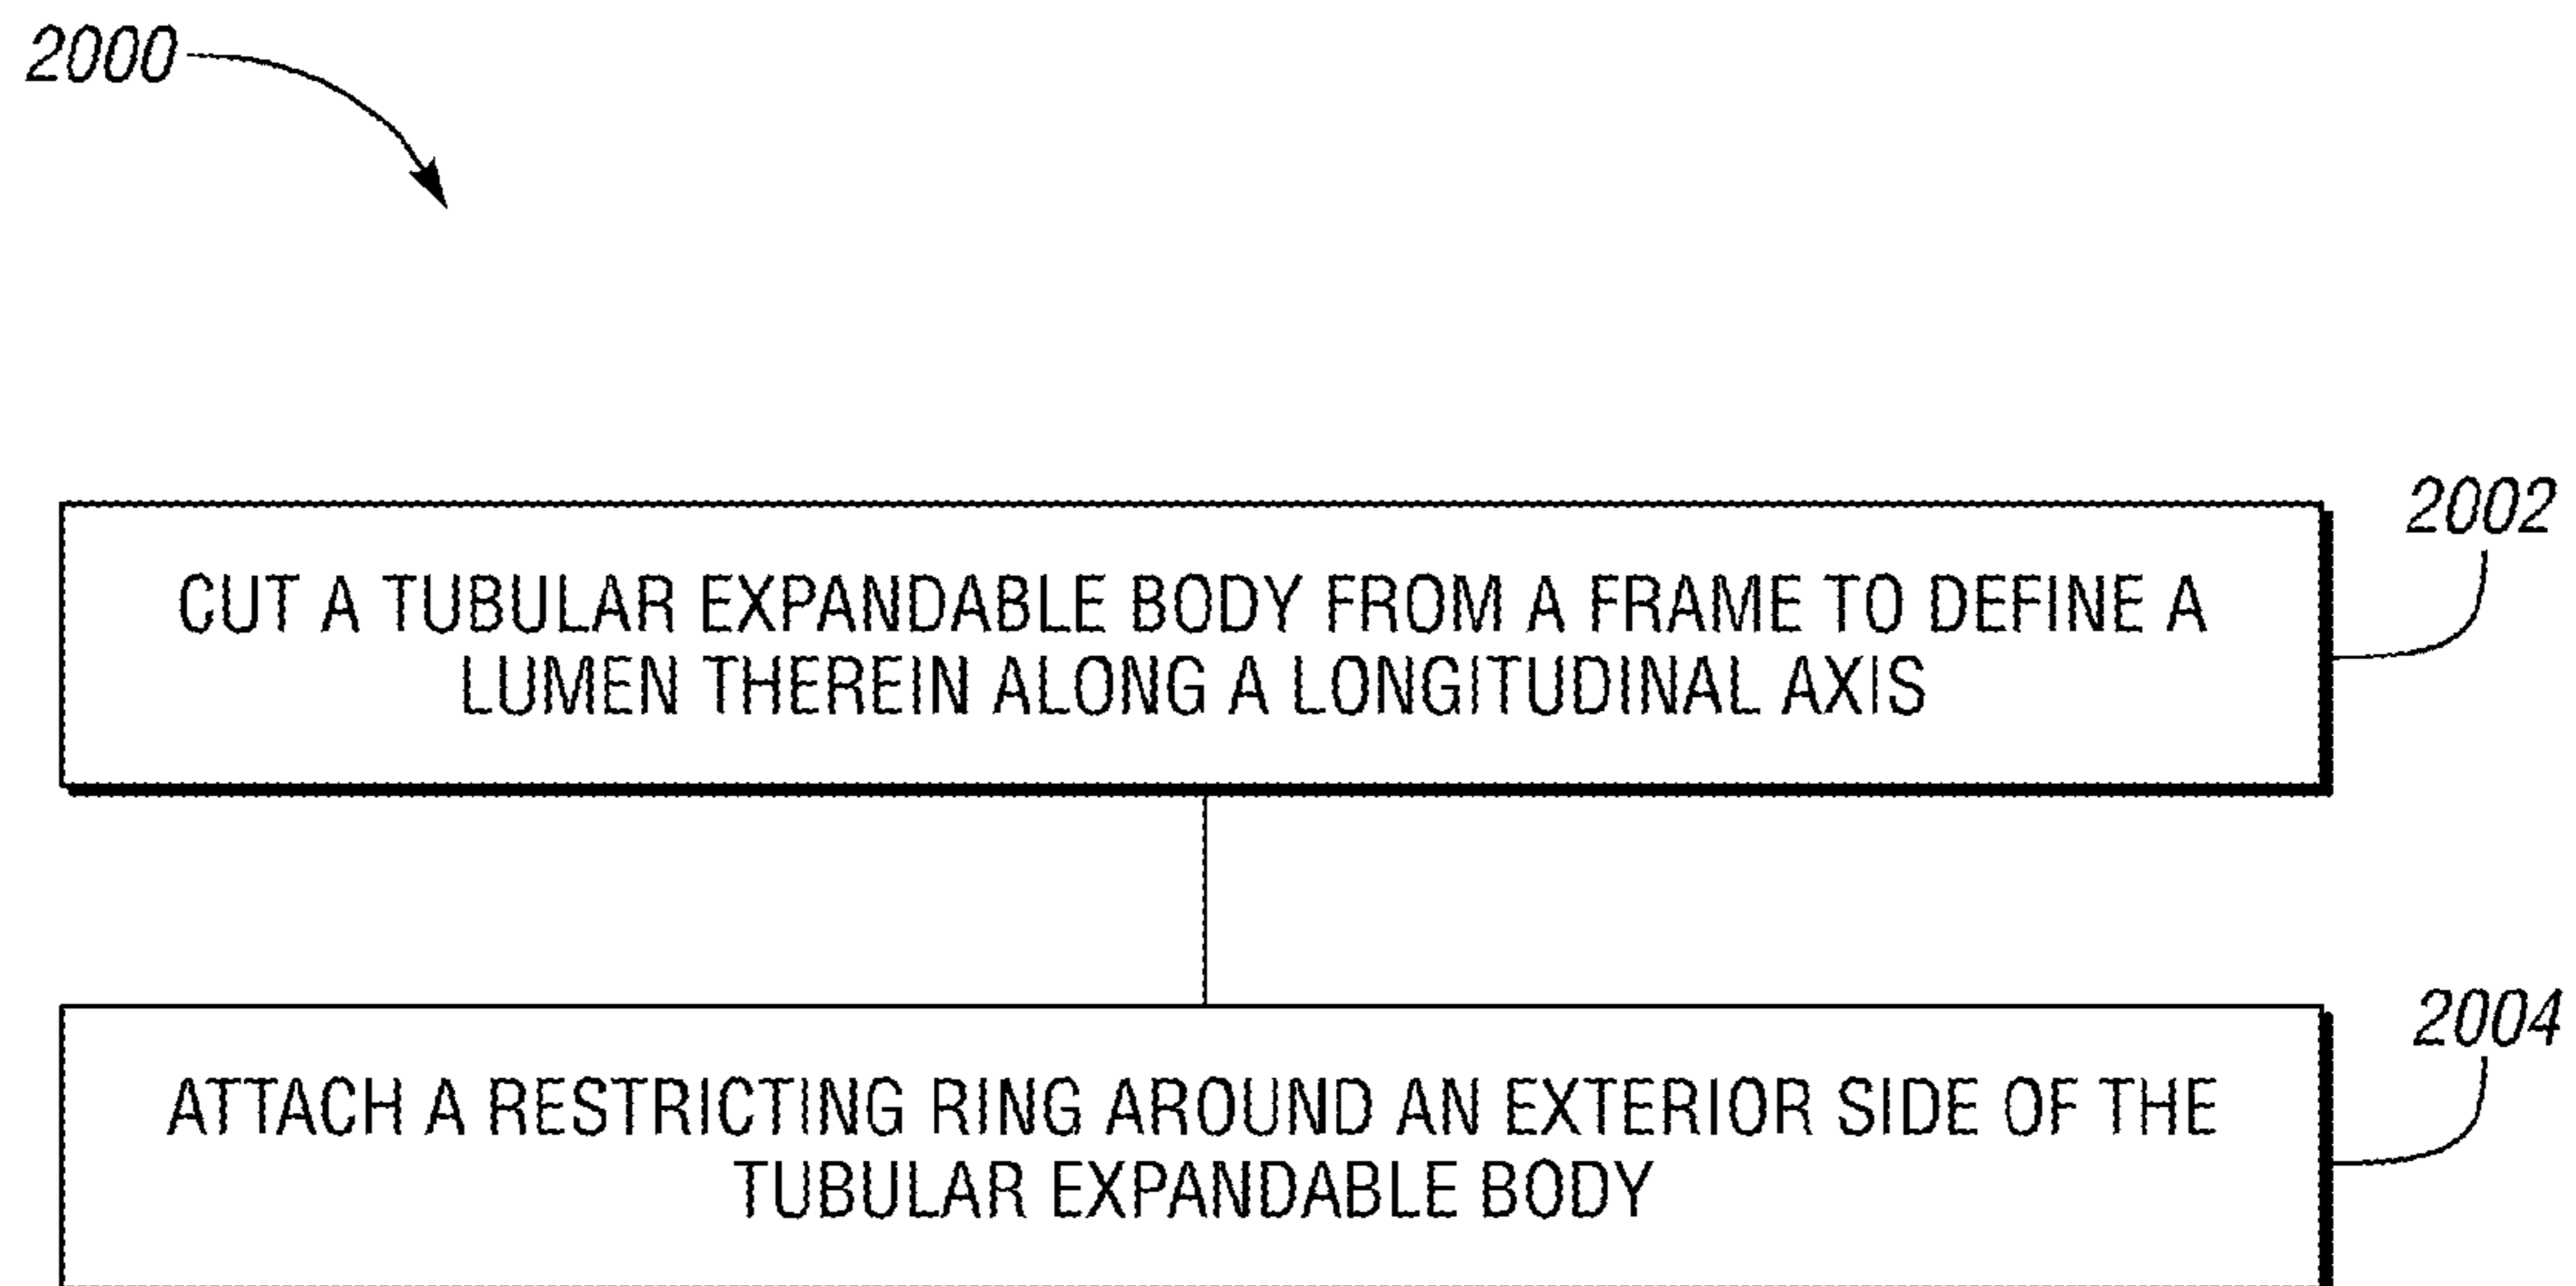 2000
2002
CUT A TUBULAR EXPANDABLE BODY FROM A FRAME TO DEFINE A
LUMEN THEREIN ALONG A LONGITUDINAL AXIS
2004
ATTACH A RESTRICTING RING AROUND AN EXTERIOR SIDE OF THE
TUBULAR EXPANDABLE BODY